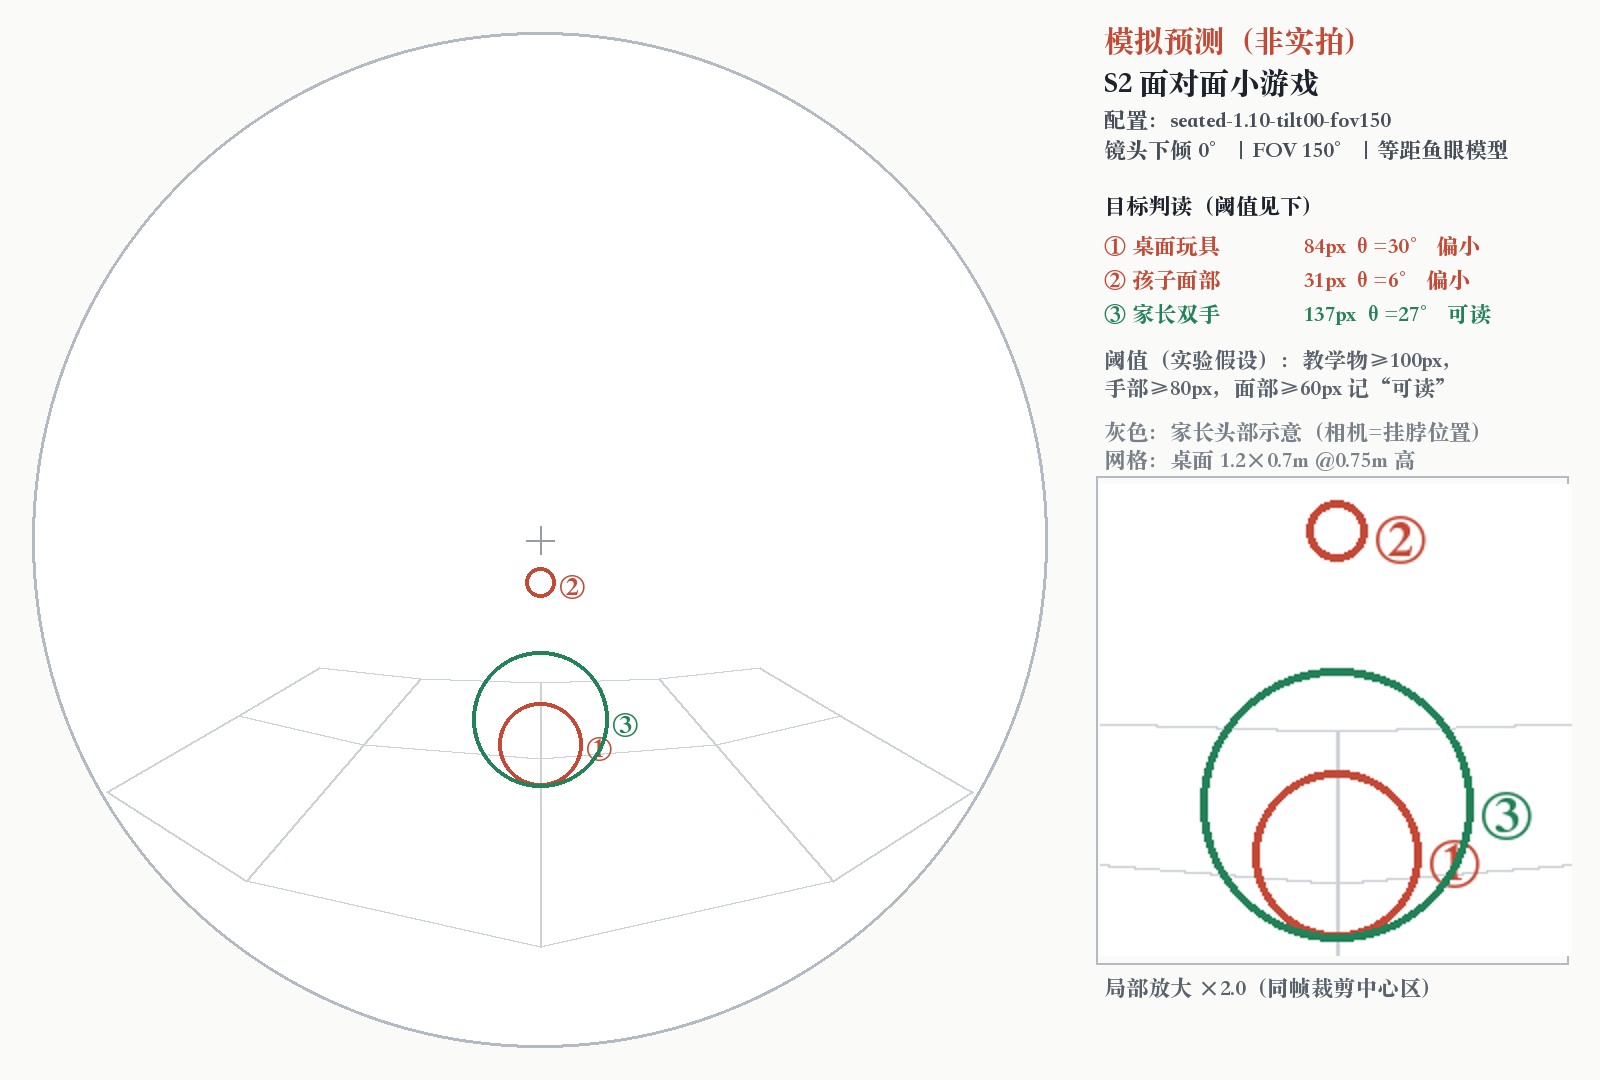 模拟预测（非实拍）
S2 面对面小游戏
配置：seated-1.10-tilt00-fov150
镜头下倾 0° | FOV 150° | 等距鱼眼模型
目标判读（阈值见下）
① 桌面玩具 84px θ=30° 偏小
② 孩子面部 31px θ=6° 偏小
③ 家长双手 137px θ=27° 可读
阈值（实验假设）：教学物≥100px，
手部≥80px，面部≥60px 记“可读”
灰色：家长头部示意（相机=挂脖位置）
网格：桌面 1.2×0.7m @0.75m 高
②
③
①
②
③
①
局部放大 ×2.0（同帧裁剪中心区）